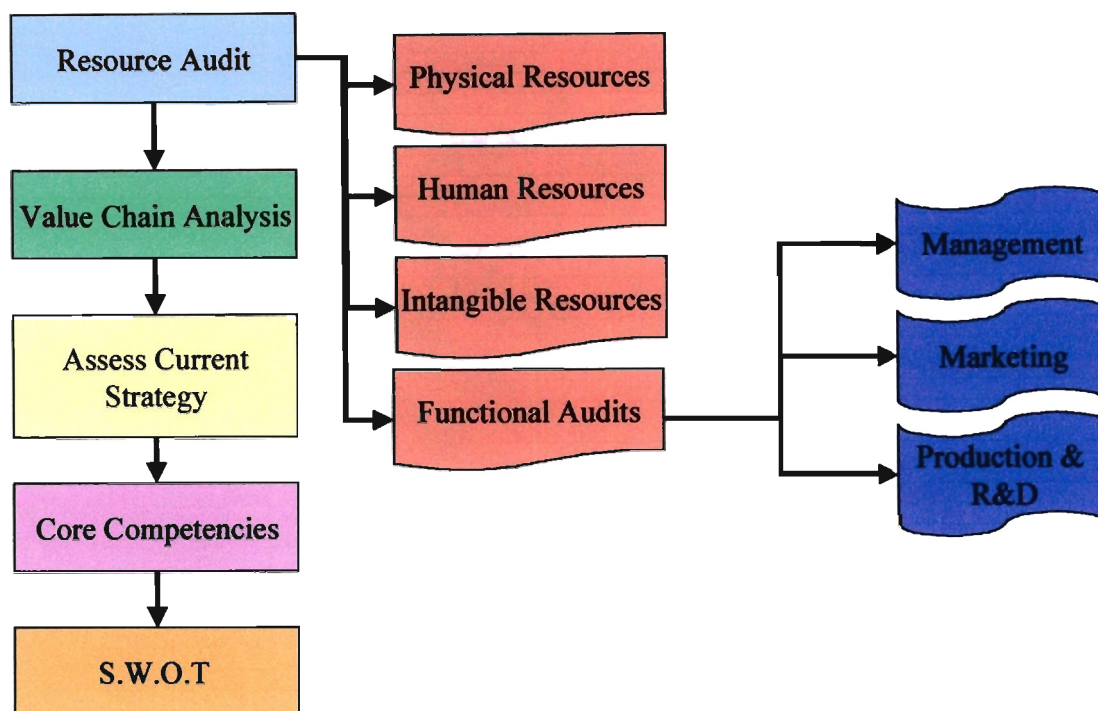 Resource Audit
Value Chain Analysis
Assess Current
Strategy
Core Competencies
S.W.O.T
Physical Resources
Human Resources
Intangible Resources
Functional Audits
Management
Marketing
Production &
R&D